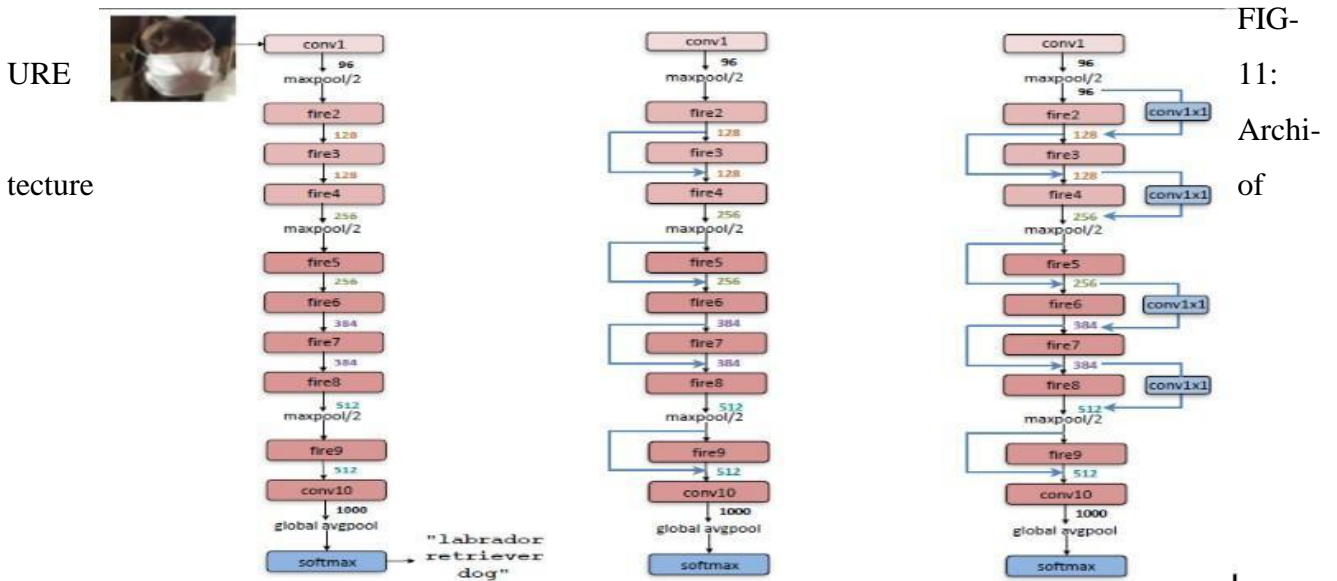 FIG-
URE
11:
Archi-
tecture
of
conv1
96
maxpool/2
fire2
128
fire3
128
fire4
256
maxpool/2
fire5
256
fire6
384
fire7
384
fire8
512
maxpool/2
fire9
512
conv10
1000
global avgpool
softmax
"labrador
retriever
dog"
conv1
96
maxpool/2
fire2
128
fire3
128
fire4
256
maxpool/2
fire5
256
fire6
384
fire7
384
fire8
512
maxpool/2
fire9
512
conv10
1000
global avgpool
softmax
conv1
96
maxpool/2
96
fire2
conv1x1
128
fire3
128
fire4
conv1x1
256
maxpool/2
fire5
256
fire6
conv1x1
384
fire7
384
fire8
conv1x1
512
maxpool/2
fire9
512
conv10
1000
global avgpool
softmax